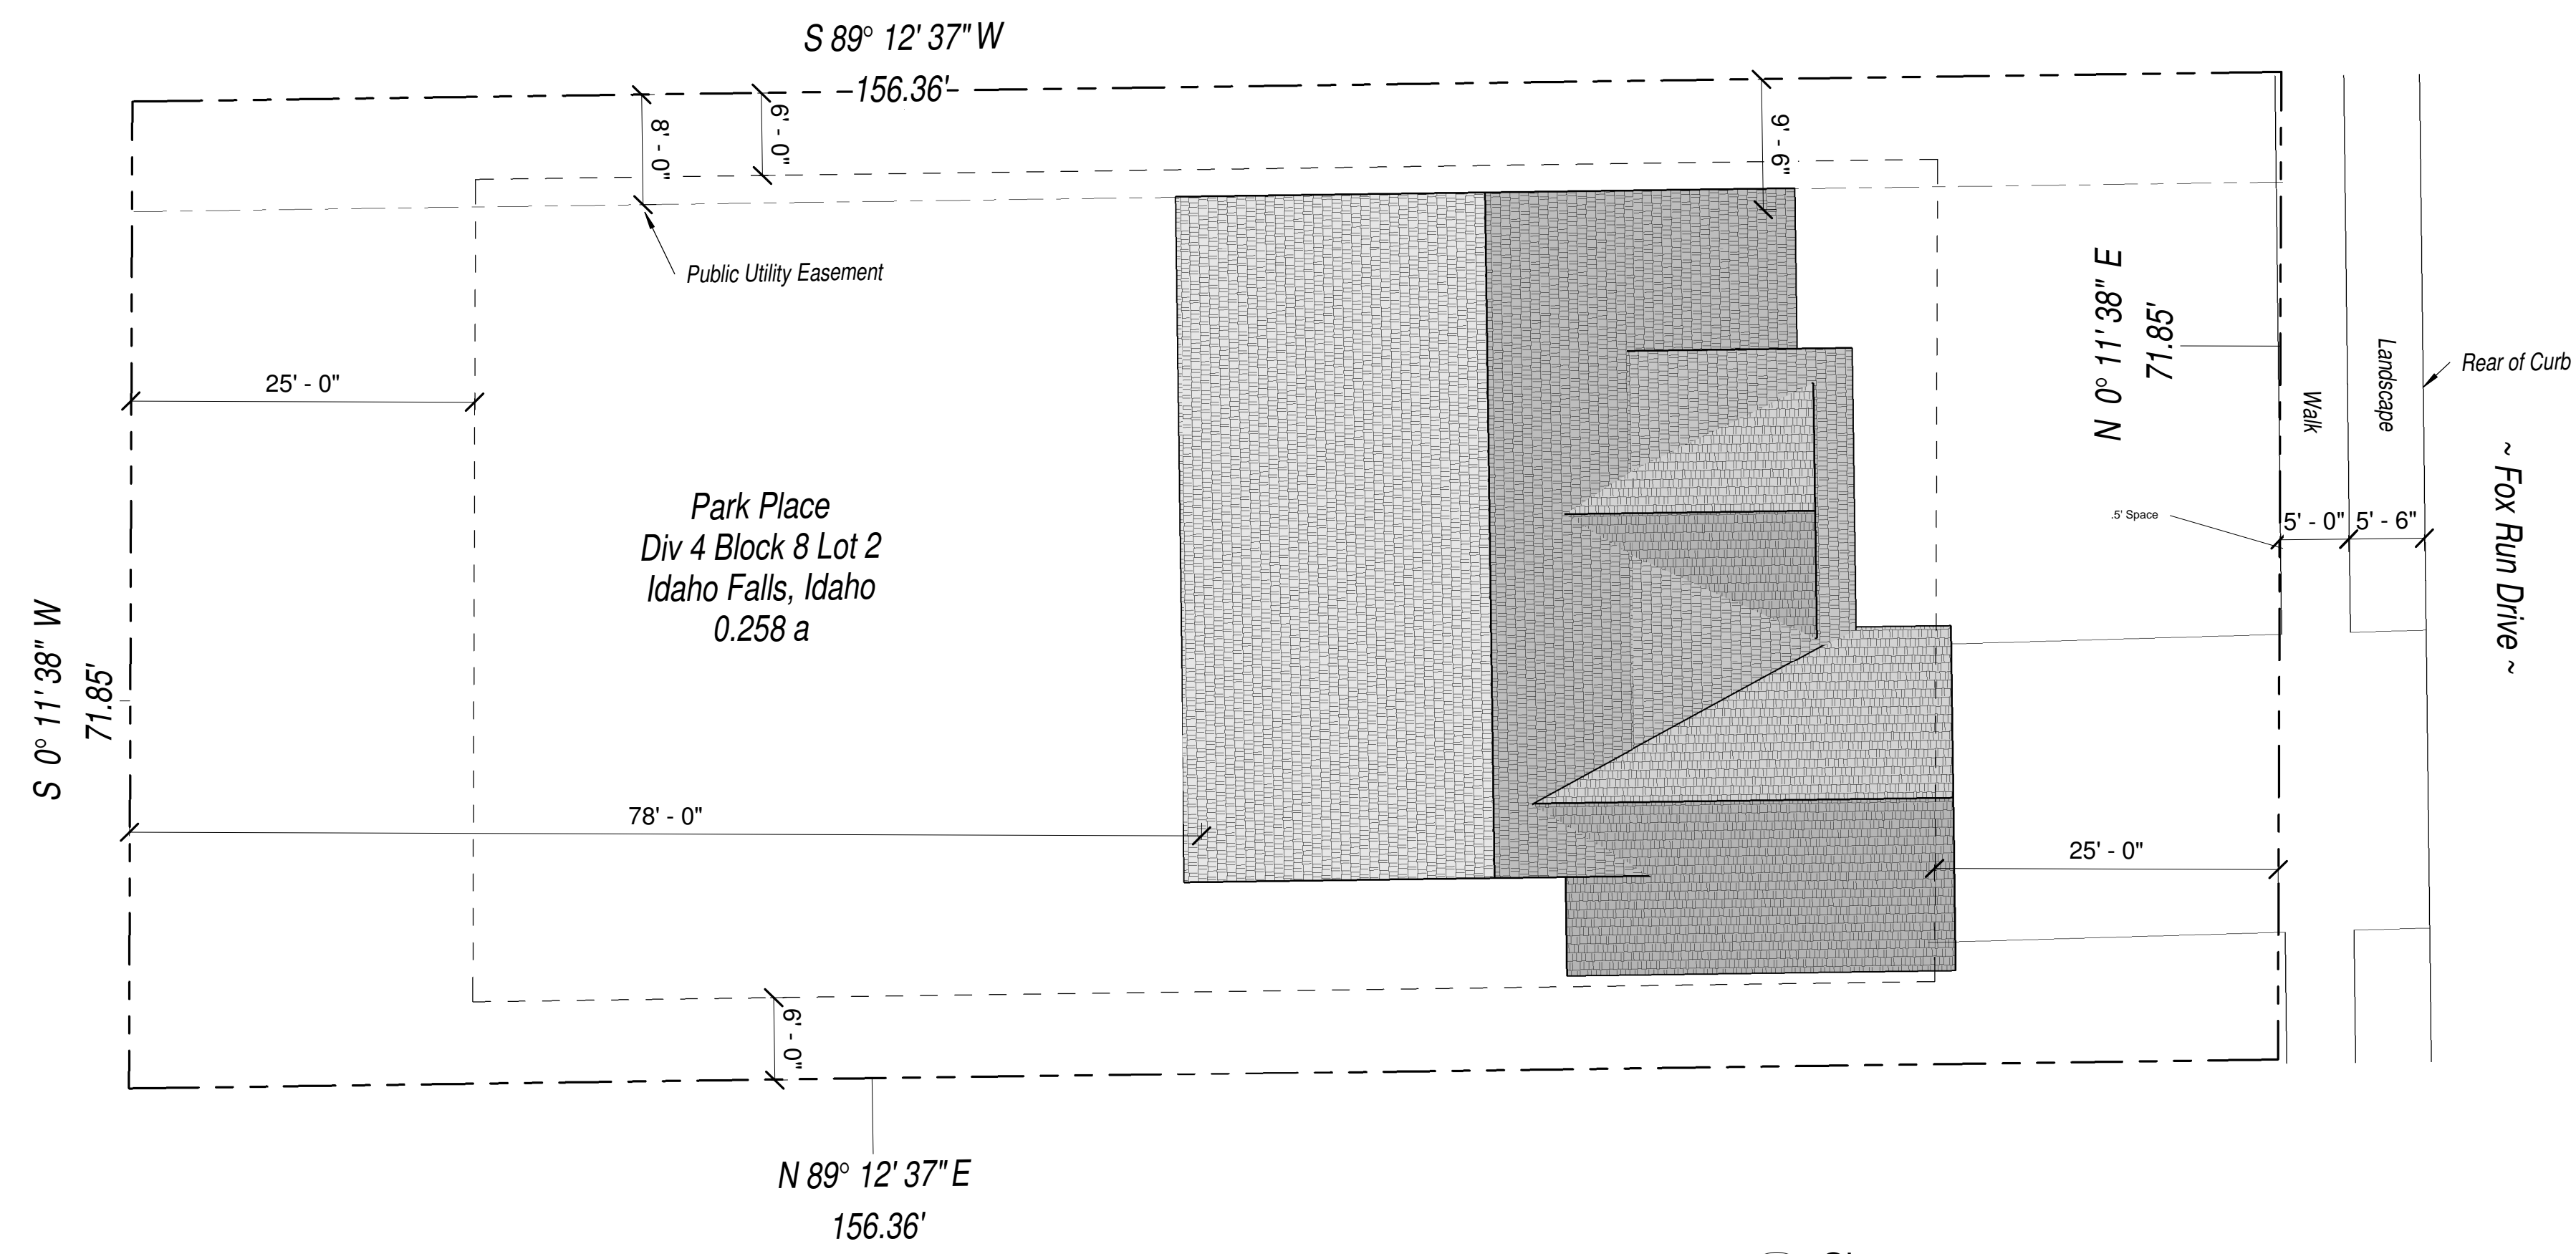 S 89° 12' 37" W
156.36'
8' - 0"
6' - 0"
9' - 6"
Public Utility Easement
N 0° 11' 38" E
71.85'
Rear of Curb
Landscape
Walk
25' - 0"
~ Fox Run Drive ~
Park Place
Div 4 Block 8 Lot 2
Idaho Falls, Idaho
0.258 a
.5' Space
5' - 0"
5' - 6"
S 0° 11' 38" W
71.85'
78' - 0"
25' - 0"
6' - 0"
N 89° 12' 37" E
156.36'